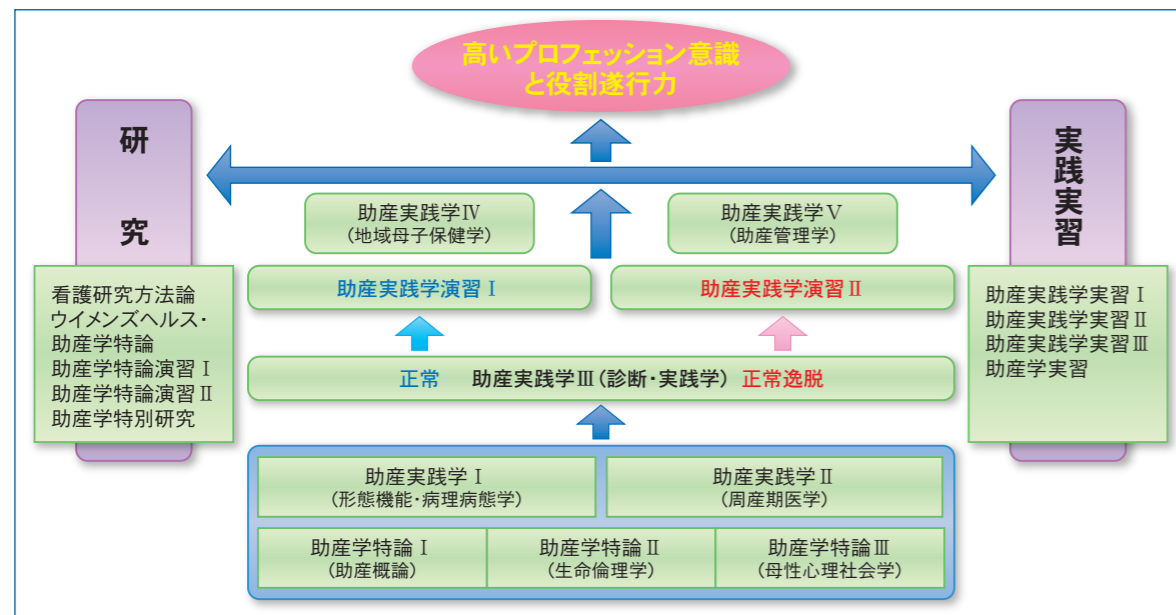 高いプロフェッション意識
と役割遂行力
研究
看護研究方法論
ウイメンズヘルス・
助産学特論
助産学特論演習Ⅰ
助産学特論演習Ⅱ
助産学特別研究
助産実践学Ⅳ
(地域母子保健学)
助産実践学Ⅴ
(助産管理学)
助産実践学演習Ⅰ
助産実践学演習Ⅱ
正常 助産実践学Ⅲ(診断・実践学) 正常逸脱
助産実践学Ⅰ
(形態機能・病理病態学)
助産実践学Ⅱ
(周産期医学)
助産学特論Ⅰ
(助産概論)
助産学特論Ⅱ
(生命倫理学)
助産学特論Ⅲ
(母性心理社会学)
実践実習
助産実践学実習Ⅰ
助産実践学実習Ⅱ
助産実践学実習Ⅲ
助産学実習